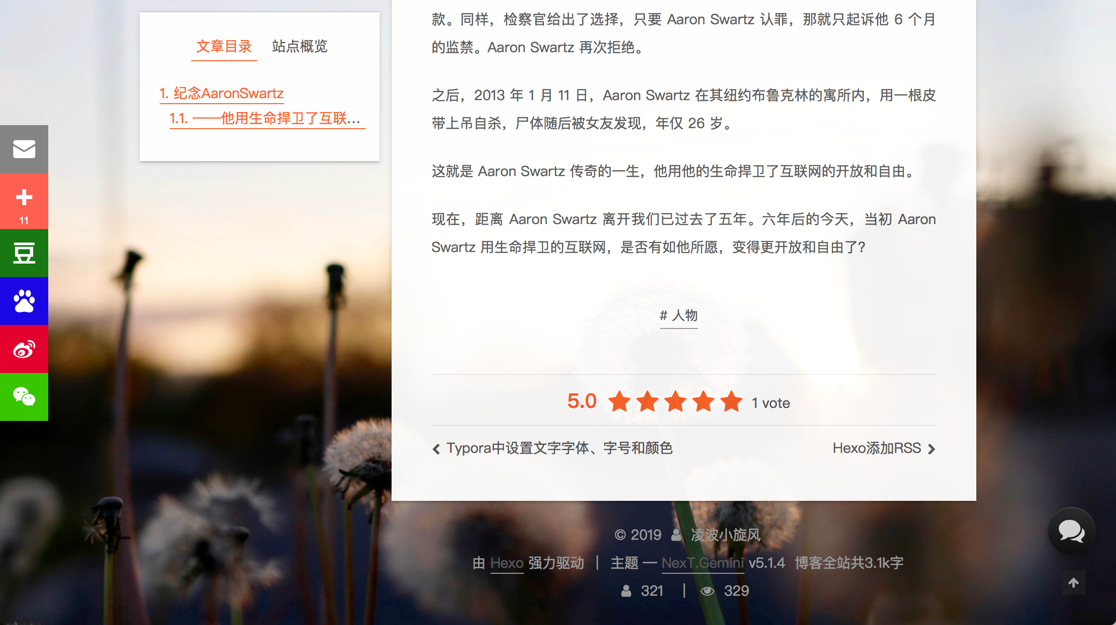 文章目录 站点概览
1. 纪念AaronSwartz
1.1. ——他用生命捍卫了互联...
11
豆
款。同样，检察官给出了选择，只要 Aaron Swartz 认罪，那就只起诉他 6 个月
的监禁。Aaron Swartz 再次拒绝。
之后，2013 年 1 月 11 日，Aaron Swartz 在其纽约布鲁克林的寓所内，用一根皮
带上吊自杀，尸体随后被女友发现，年仅 26 岁。
这就是 Aaron Swartz 传奇的一生，他用他的生命捍卫了互联网的开放和自由。
现在，距离 Aaron Swartz 离开我们已过去了五年。六年后的今天，当初 Aaron
Swartz 用生命捍卫的互联网，是否有如他所愿，变得更开放和自由了？
# 人物
5.0 1 vote
Typora中设置文字字体、字号和颜色 Hexo添加RSS
© 2019 凌波小旋风
由 Hexo 强力驱动 | 主题 — NexT.Gemini v5.1.4 博客全站共3.1k字
321 | 329